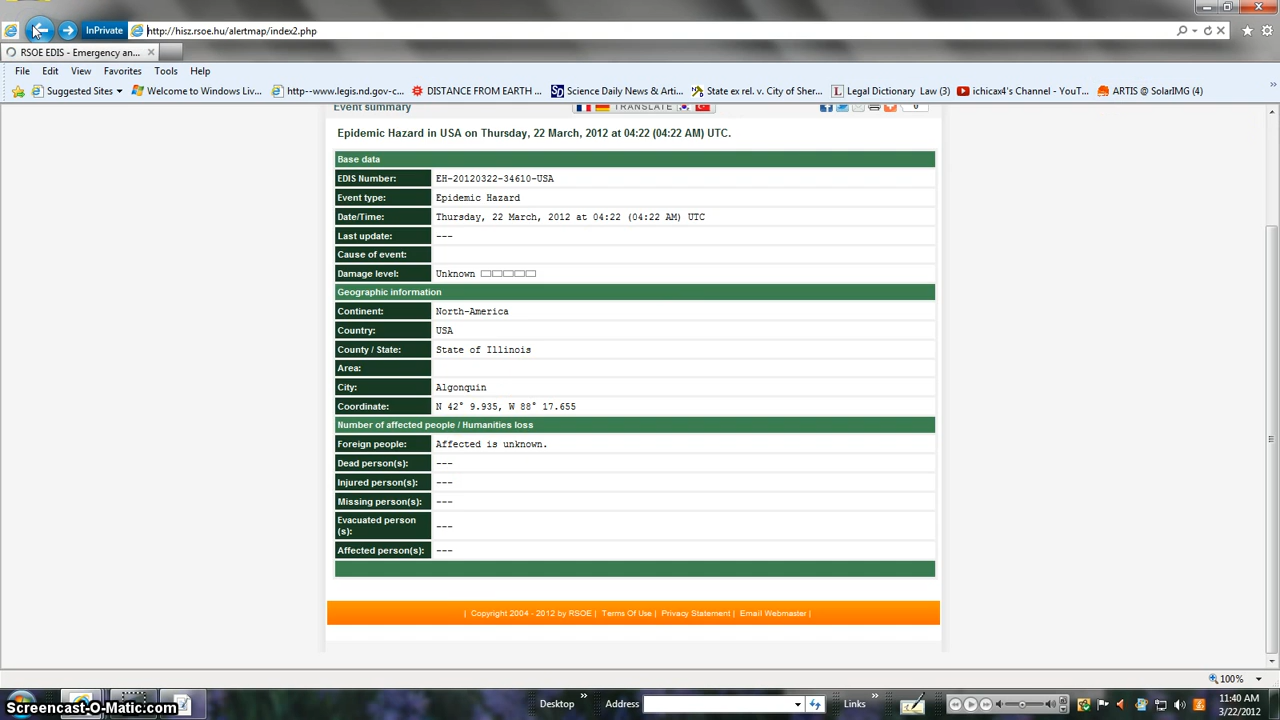 InPrivate http://hisz.rsoe.hu/alertmap/index2.php
RSOE EDIS - Emergency an...
File Edit View Favorites Tools Help
Suggested Sites Welcome to Windows Liv... http--www.legis.nd.gov-c... DISTANCE FROM EARTH ... Science Daily News & Arti... State ex rel. v. City of Sher... Legal Dictionary Law (3) ichicax4's Channel - YouT... ARTIS @ SolarIMG (4)
Event summary TRANSLATE 0
Epidemic Hazard in USA on Thursday, 22 March, 2012 at 04:22 (04:22 AM) UTC.
Base data
EDIS Number: EH-20120322-34610-USA
Event type: Epidemic Hazard
Date/Time: Thursday, 22 March, 2012 at 04:22 (04:22 AM) UTC
Last update: ---
Cause of event:
Damage level: Unknown
Geographic information
Continent: North-America
Country: USA
County / State: State of Illinois
Area:
City: Algonquin
Coordinate: N 42° 9.935, W 88° 17.655
Number of affected people / Humanities loss
Foreign people: Affected is unknown.
Dead person(s): ---
Injured person(s): ---
Missing person(s): ---
Evacuated person
(s): ---
Affected person(s): ---
| Copyright 2004 - 2012 by RSOE | Terms Of Use | Privacy Statement | Email Webmaster |
100%
Desktop Address Links 11:40 AM
Screencast-O-Matic.com 3/22/2012